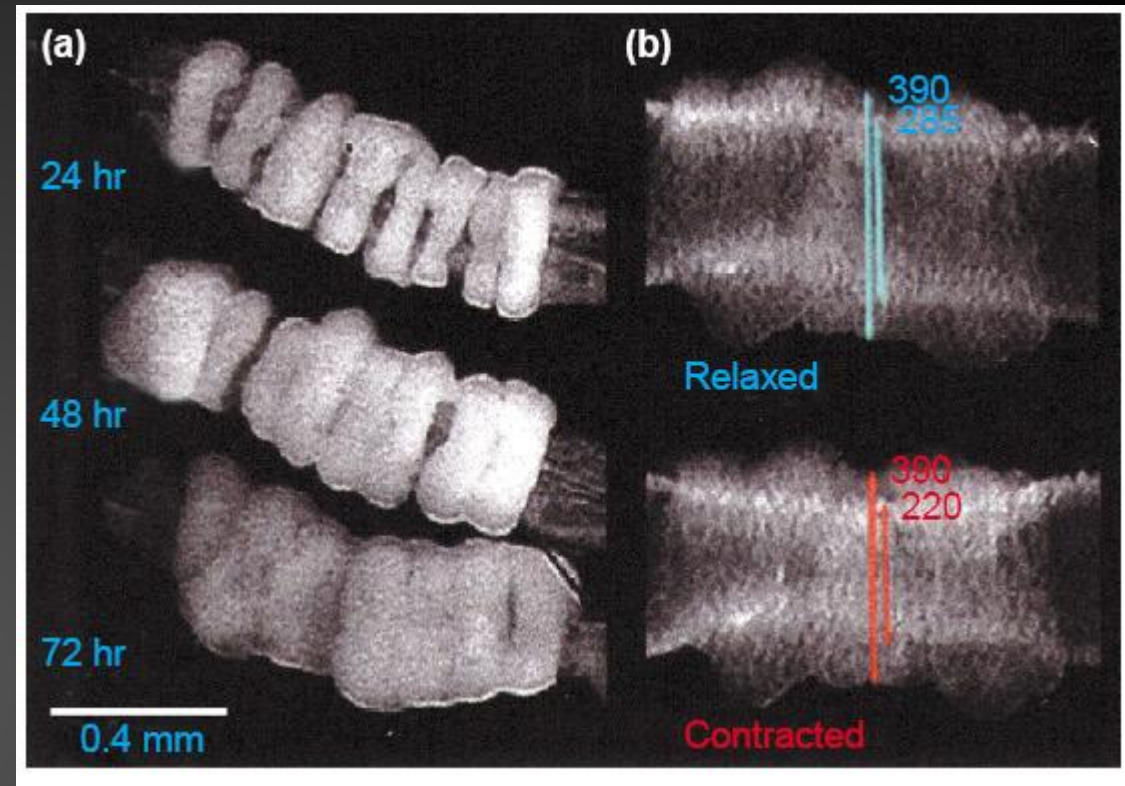 (a)
24 hr
48 hr
72 hr
0.4 mm
(b)
390
285
Relaxed
390
220
Contracted